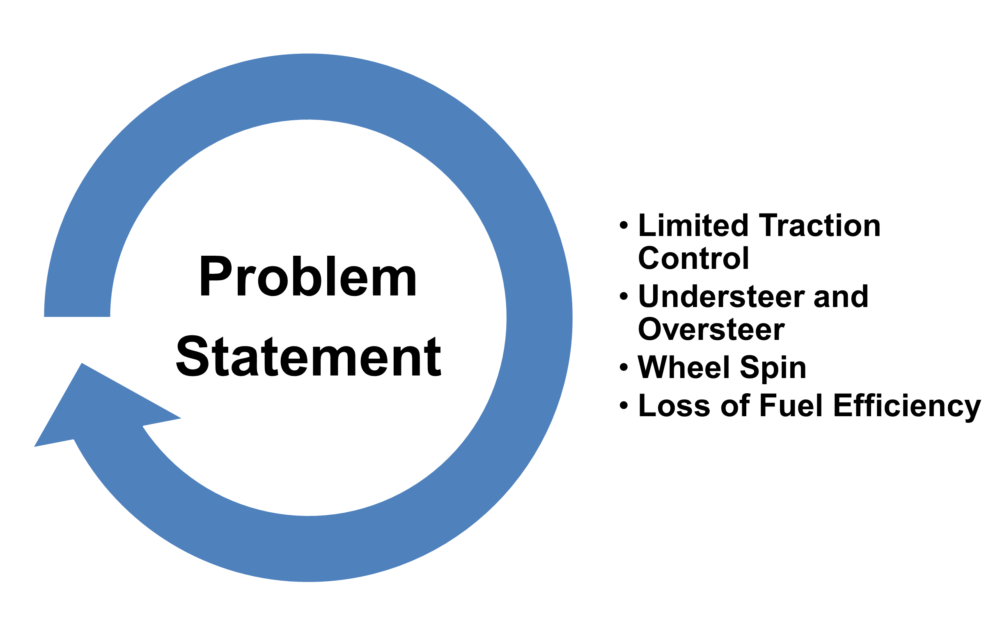 Problem
Statement
• Limited Traction
Control
• Understeer and
Oversteer
• Wheel Spin
• Loss of Fuel Efficiency